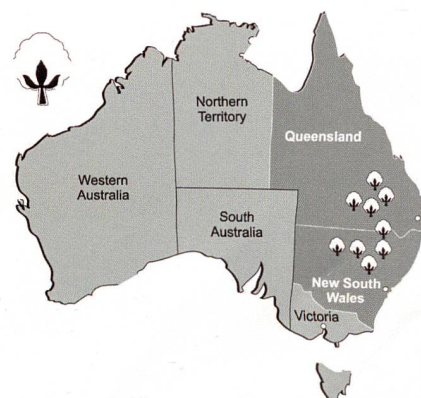 Northern
Territory
Queensland
Western
Australia
South
Australia
New South
Wales
Victoria